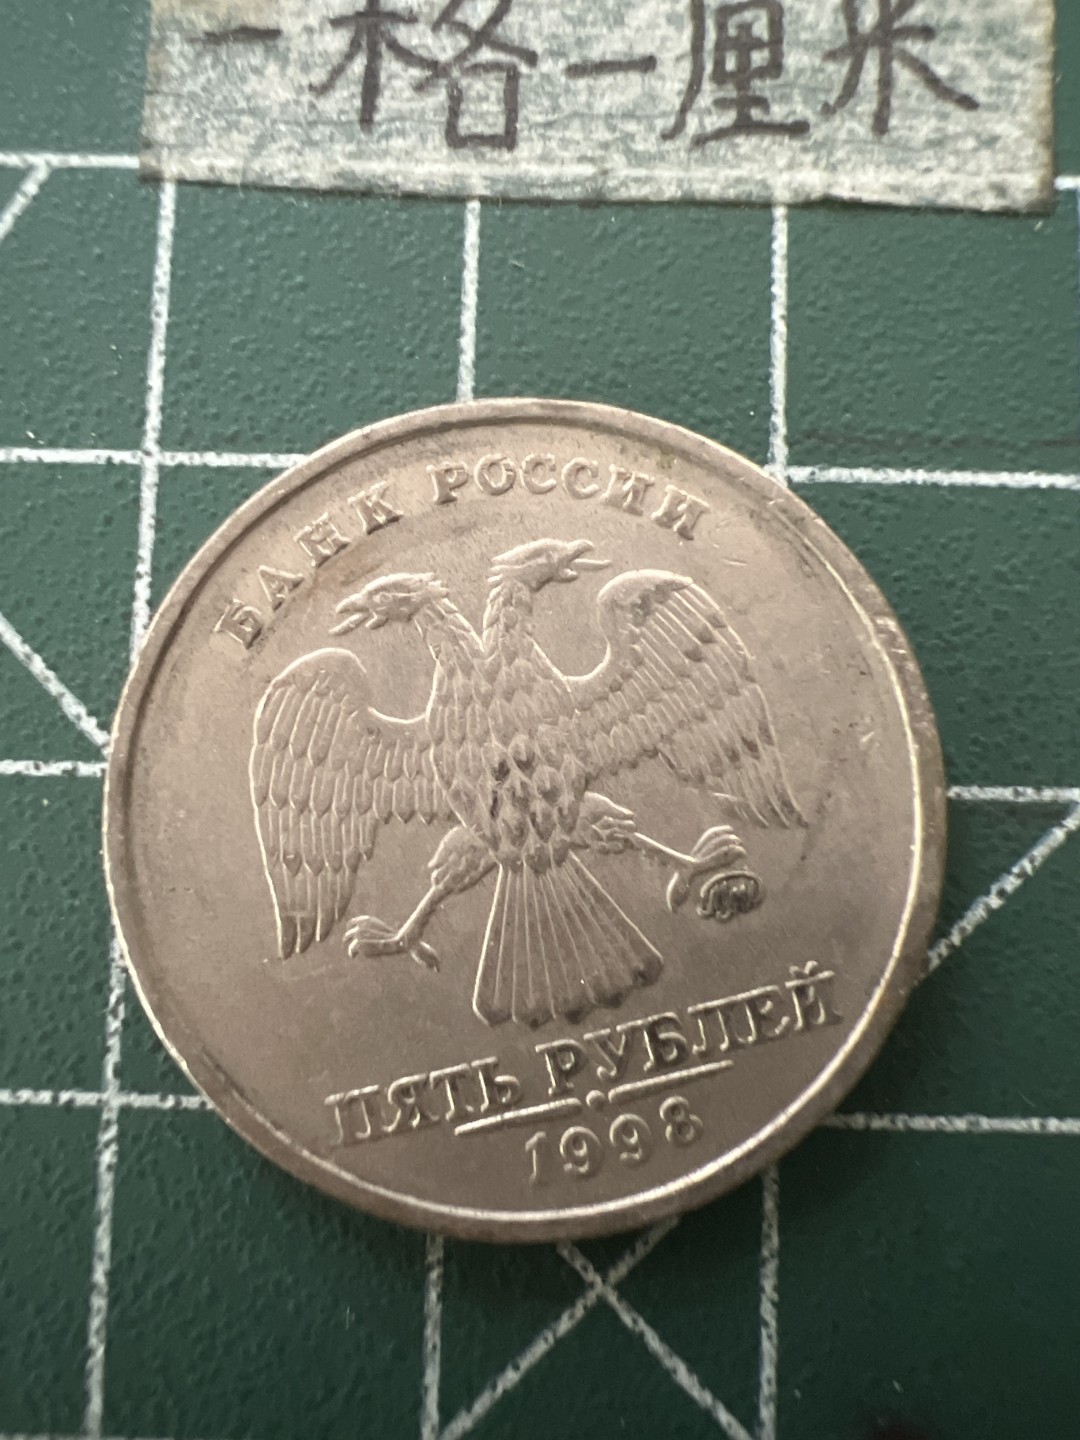 一格一厘米
БАНК РОССИИ
ПЯТЬ РУБЛЕЙ
1998